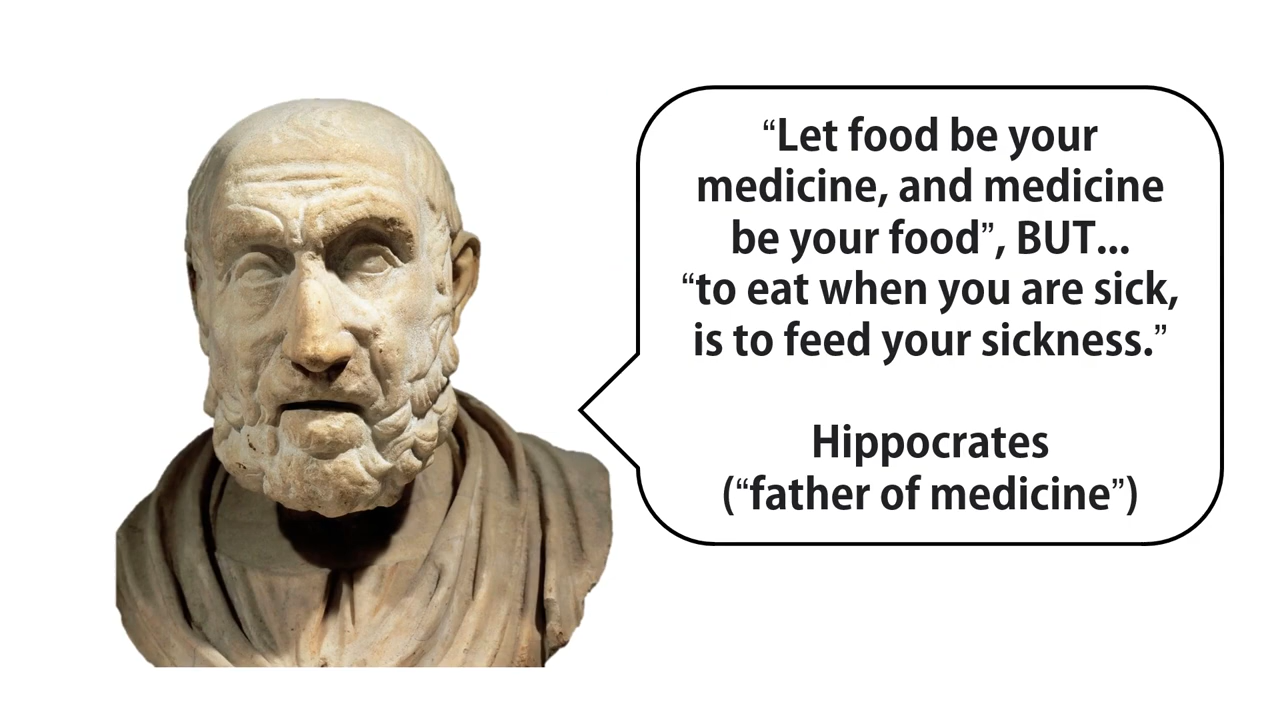 “Let food be your
medicine, and medicine
be your food”, BUT...
“to eat when you are sick,
is to feed your sickness.”
Hippocrates
(“father of medicine”)